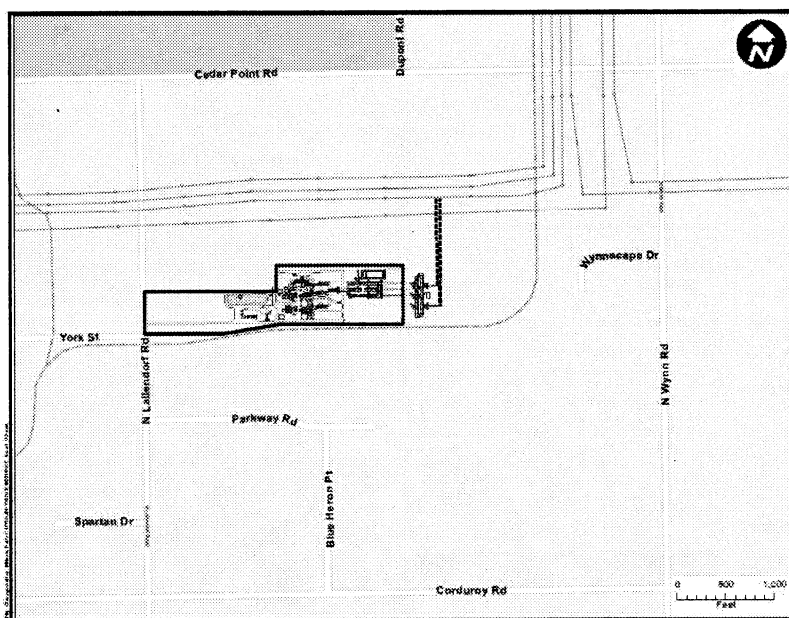 Dupont Rd
N
Cedar Point Rd
Wynnscape Dr
York St
N Lallendorf Rd
N Wynn Rd
Parkway Rd
Blue Heron Pt
Spartan Dr
Corduroy Rd
0 500 1,000
Feet